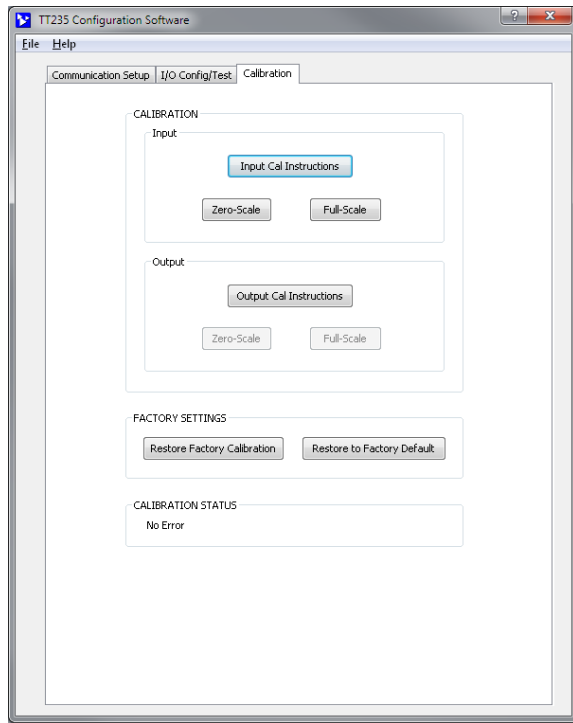 TT235 Configuration Software
File Help
Communication Setup I/O Config/Test Calibration
CALIBRATION
Input
Input Cal Instructions
Zero-Scale Full-Scale
Output
Output Cal Instructions
Zero-Scale Full-Scale
FACTORY SETTINGS
Restore Factory Calibration Restore to Factory Default
CALIBRATION STATUS
No Error